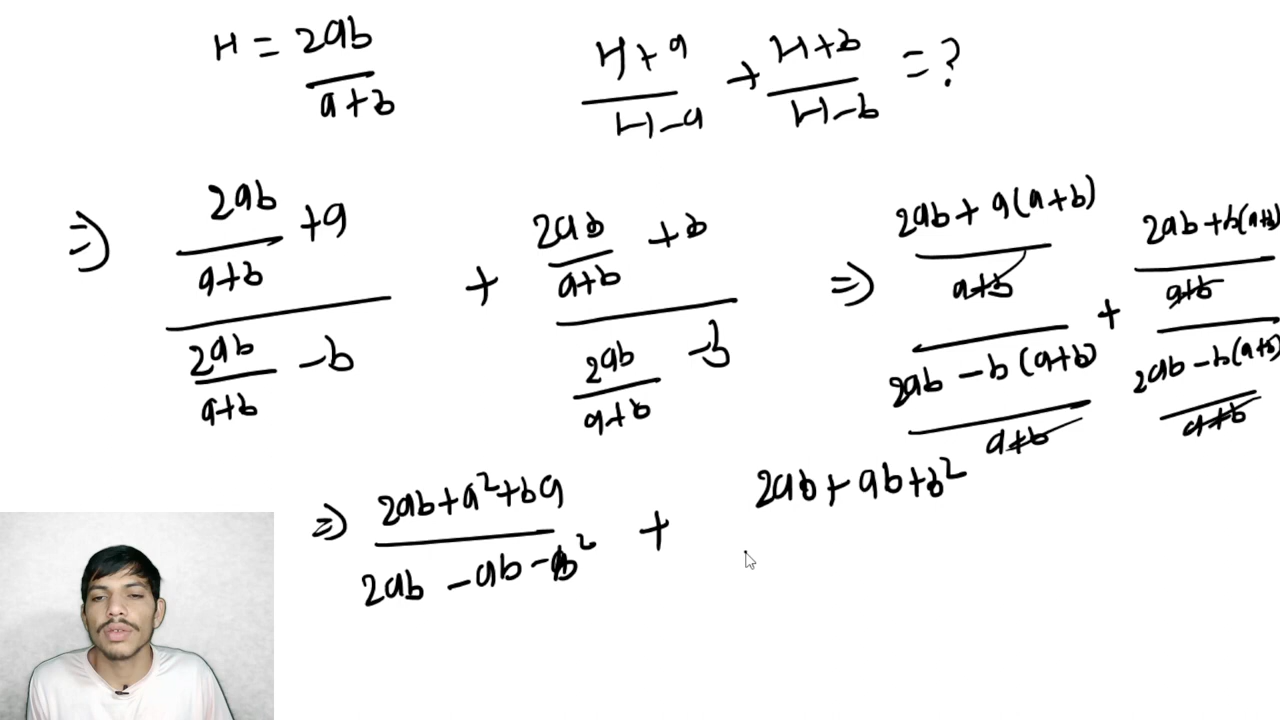 H = 2ab / a+b    H+a / H-a + H+b / H-b = ?
⇒ (2ab / a+b + a) / (2ab / a+b - b) + (2ab / a+b + b) / (2ab / a+b - b) ⇒ (2ab + a(a+b) / a+b) / (2ab - b(a+b) / a+b) + (2ab + b(a+b) / a+b) / (2ab - b(a+b) / a+b)
⇒ 2ab+a²+ba / 2ab - ab - b² + 2ab + ab + b²